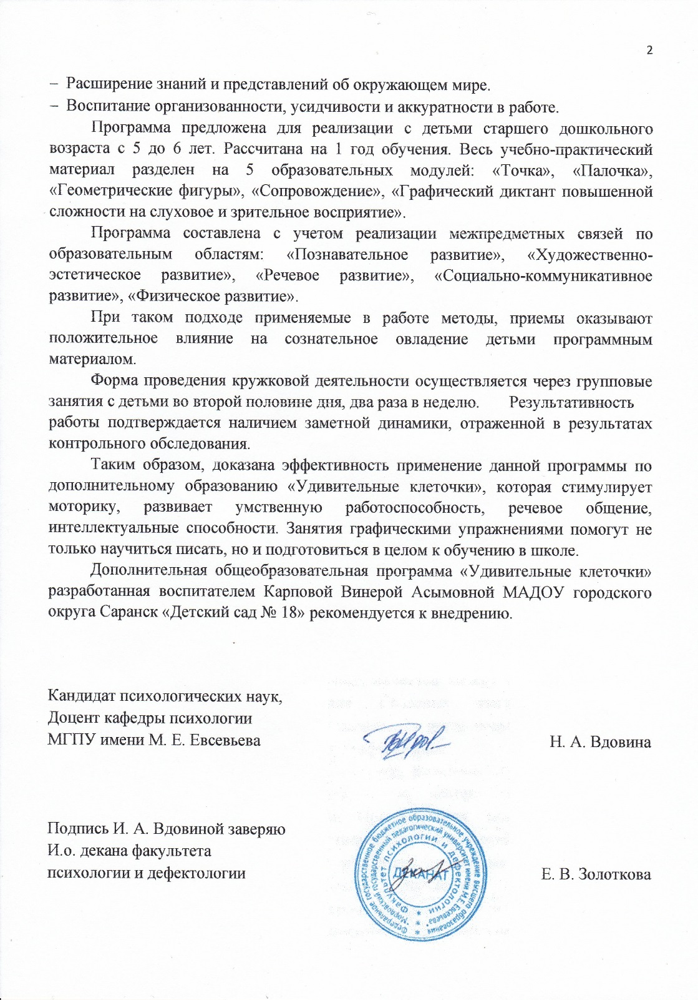 2
– Расширение знаний и представлений об окружающем мире.
– Воспитание организованности, усидчивости и аккуратности в работе.
Программа предложена для реализации с детьми старшего дошкольного
возраста с 5 до 6 лет. Рассчитана на 1 год обучения. Весь учебно-практический
материал разделен на 5 образовательных модулей: «Точка», «Палочка»,
«Геометрические фигуры», «Сопровождение», «Графический диктант повышенной
сложности на слуховое и зрительное восприятие».
Программа составлена с учетом реализации межпредметных связей по
образовательным областям: «Познавательное развитие», «Художественно-
эстетическое развитие», «Речевое развитие», «Социально-коммуникативное
развитие», «Физическое развитие».
При таком подходе применяемые в работе методы, приемы оказывают
положительное влияние на сознательное овладение детьми программным
материалом.
Форма проведения кружковой деятельности осуществляется через групповые
занятия с детьми во второй половине дня, два раза в неделю. Результативность
работы подтверждается наличием заметной динамики, отраженной в результатах
контрольного обследования.
Таким образом, доказана эффективность применение данной программы по
дополнительному образованию «Удивительные клеточки», которая стимулирует
моторику, развивает умственную работоспособность, речевое общение,
интеллектуальные способности. Занятия графическими упражнениями помогут не
только научиться писать, но и подготовиться в целом к обучению в школе.
Дополнительная общеобразовательная программа «Удивительные клеточки»
разработанная воспитателем Карповой Винерой Асымовной МАДОУ городского
округа Саранск «Детский сад № 18» рекомендуется к внедрению.
Кандидат психологических наук,
Доцент кафедры психологии
МГПУ имени М. Е. Евсевьева
Н. А. Вдовина
Подпись И. А. Вдовиной заверяю
И.о. декана факультета
психологии и дефектологии
Е. В. Золоткова
Федеральное государственное бюджетное образовательное учреждение высшего образования
"Мордовский государственный педагогический университет имени М.Е. Евсевьева"
Факультет психологии и дефектологии
ДЕКАНАТ